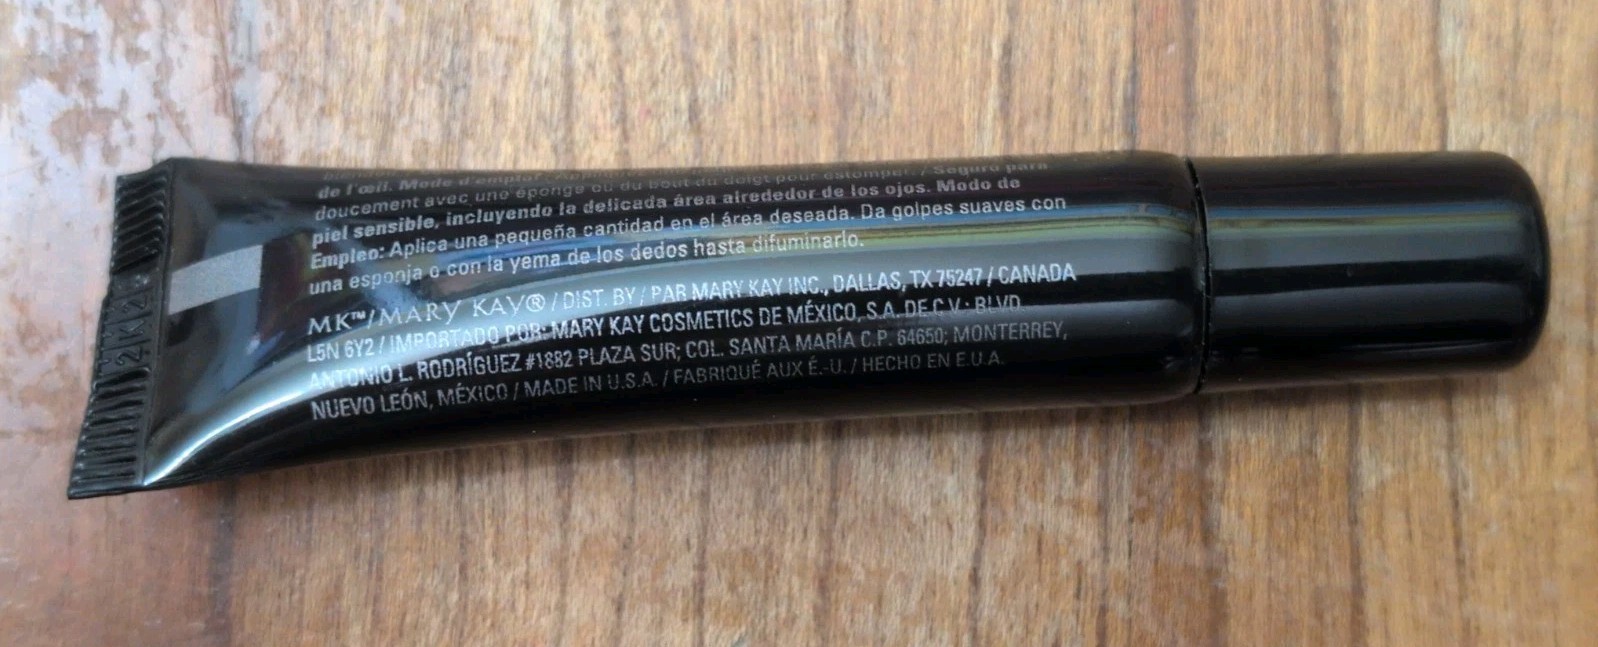 de l'œil. Mode d'emploi:
doucement avec une éponge ou du bout du doigt pour estomper. / Seguro para
piel sensible, incluyendo la delicada área alrededor de los ojos. Modo de
Empleo: Aplica una pequeña cantidad en el área deseada. Da golpes suaves con
una esponja o con la yema de los dedos hasta difuminarlo.
MK™/MARY KAY® / DIST. BY / PAR MARY KAY INC., DALLAS, TX 75247 / CANADA
L5N 6Y2 / IMPORTADO POR: MARY KAY COSMETICS DE MÉXICO, S.A. DE C.V.: BLVD.
ANTONIO L. RODRÍGUEZ #1882 PLAZA SUR; COL. SANTA MARÍA C.P. 64650; MONTERREY,
NUEVO LEÓN, MÉXICO / MADE IN U.S.A. / FABRIQUÉ AUX É.-U. / HECHO EN E.U.A.